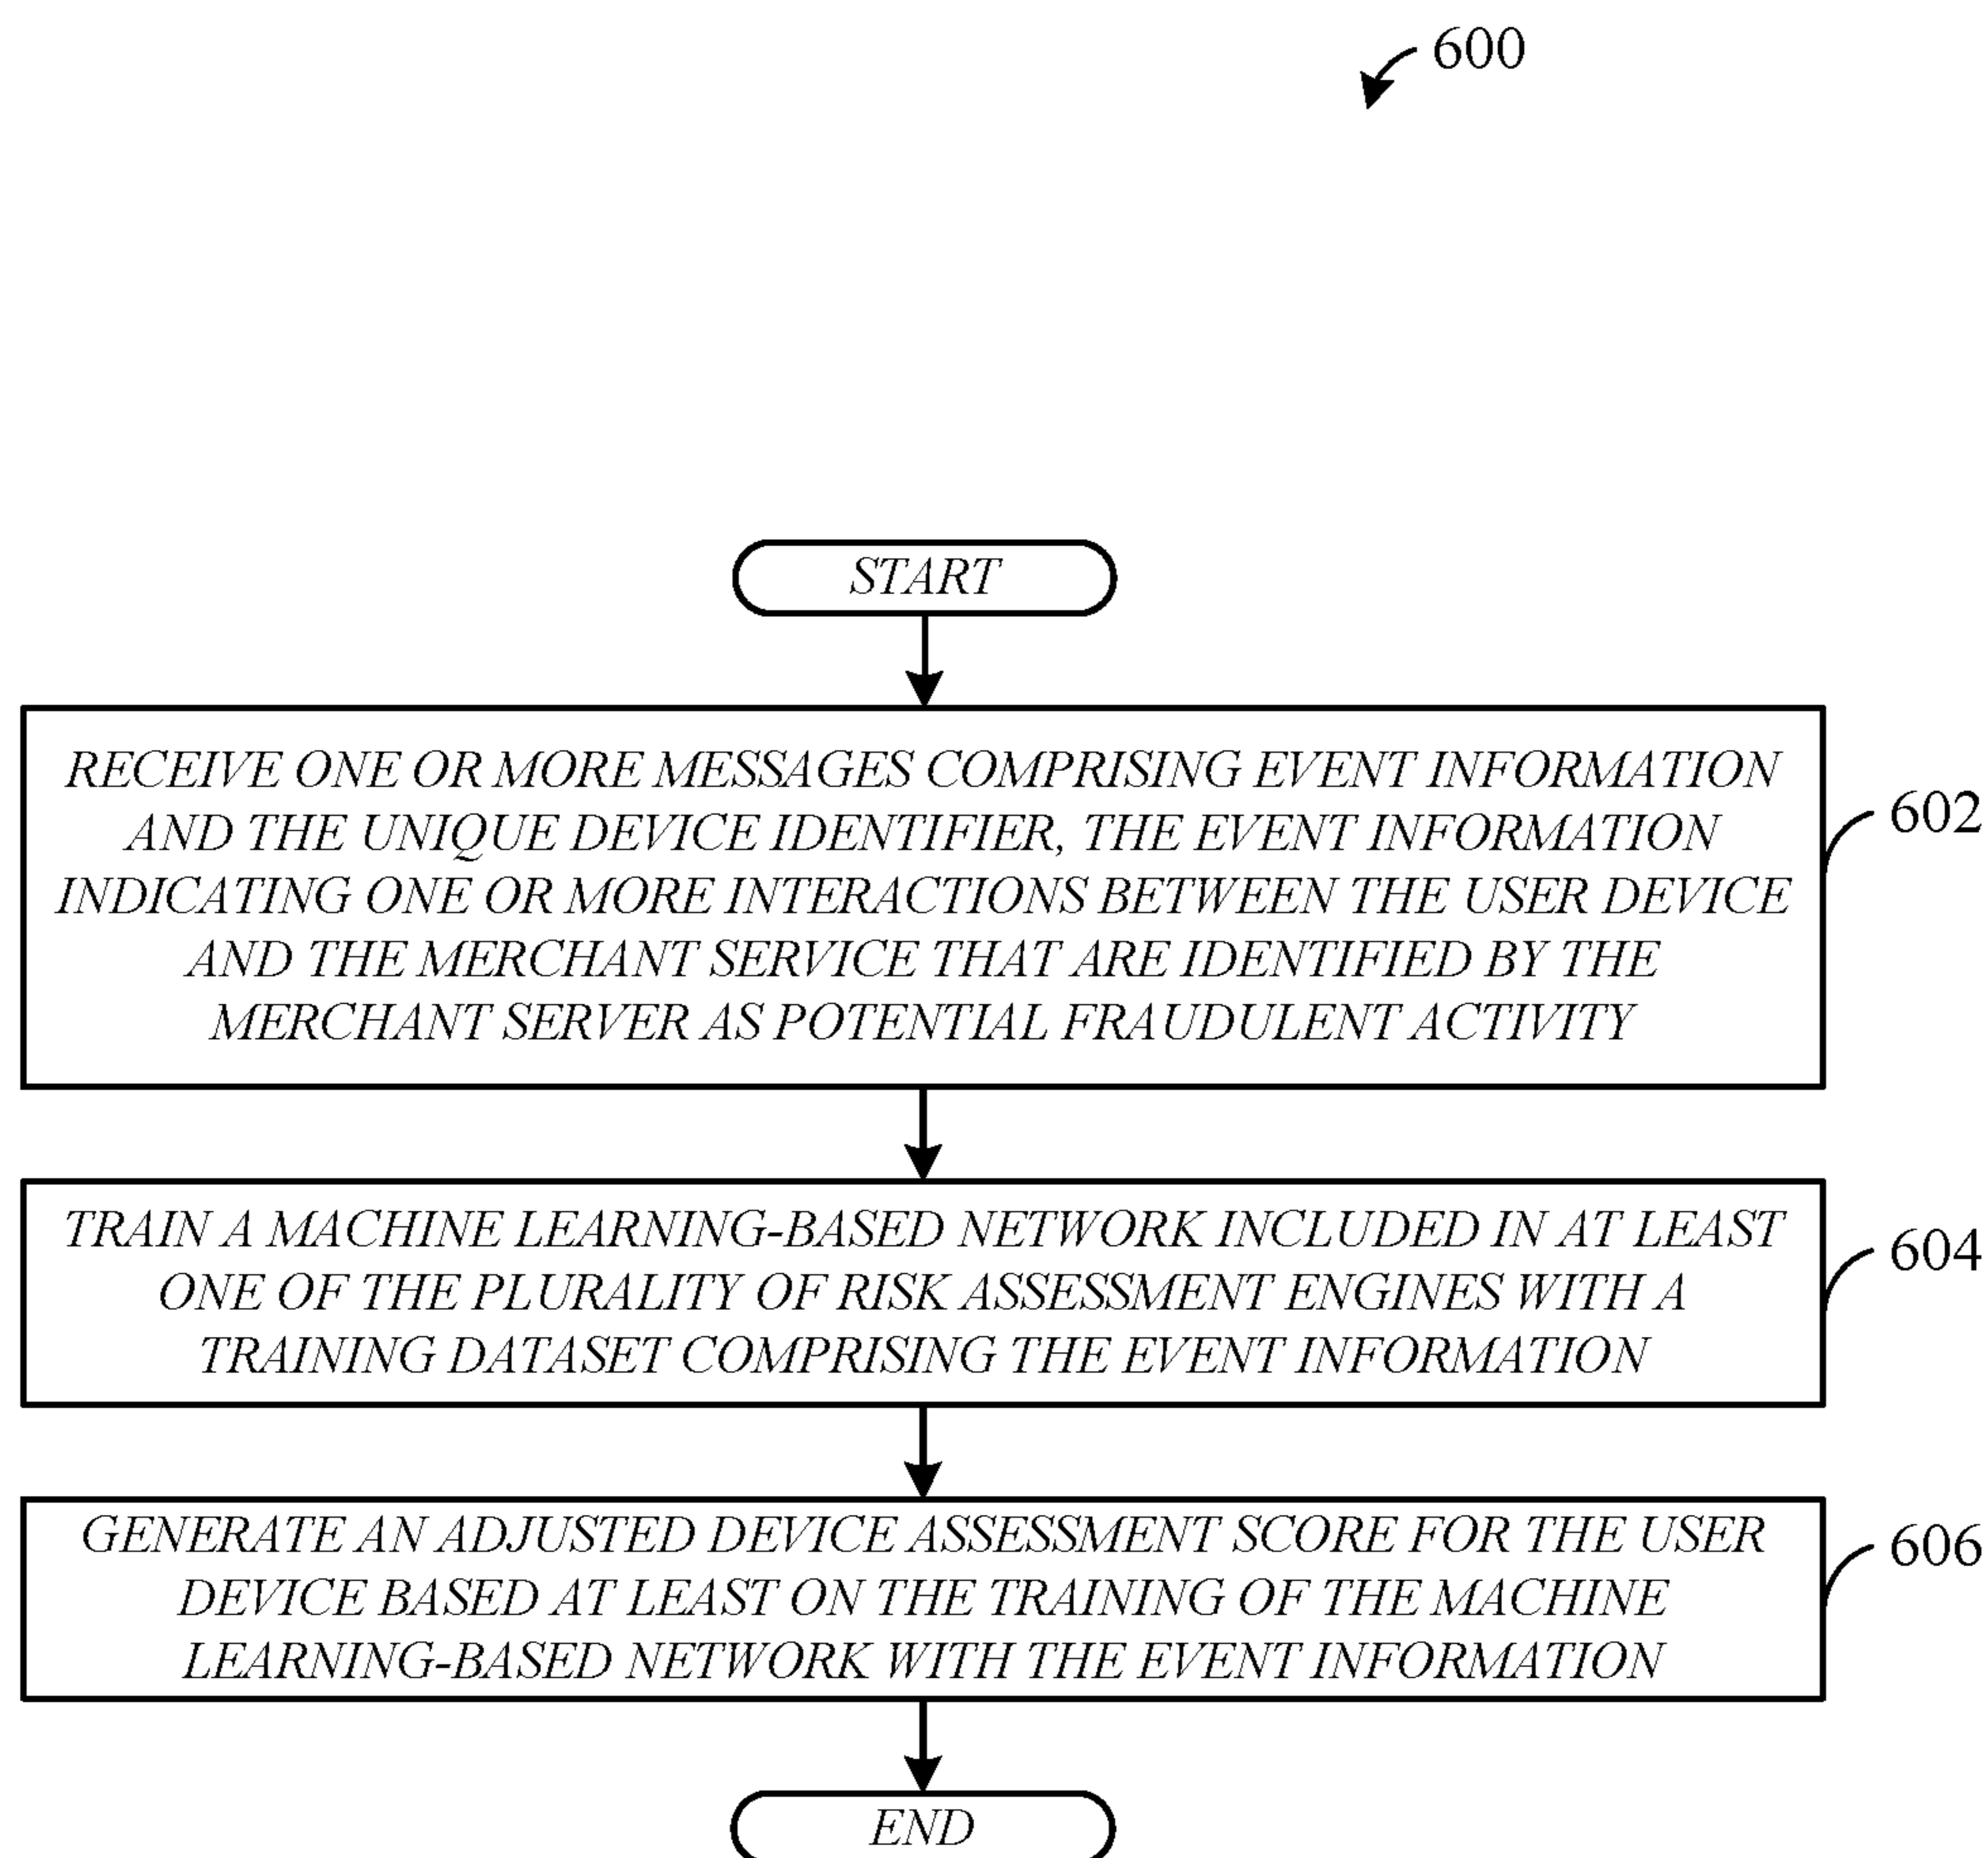 600
START
RECEIVE ONE OR MORE MESSAGES COMPRISING EVENT INFORMATION
AND THE UNIQUE DEVICE IDENTIFIER, THE EVENT INFORMATION
INDICATING ONE OR MORE INTERACTIONS BETWEEN THE USER DEVICE
AND THE MERCHANT SERVICE THAT ARE IDENTIFIED BY THE
MERCHANT SERVER AS POTENTIAL FRAUDULENT ACTIVITY
602
TRAIN A MACHINE LEARNING-BASED NETWORK INCLUDED IN AT LEAST
ONE OF THE PLURALITY OF RISK ASSESSMENT ENGINES WITH A
TRAINING DATASET COMPRISING THE EVENT INFORMATION
604
GENERATE AN ADJUSTED DEVICE ASSESSMENT SCORE FOR THE USER
DEVICE BASED AT LEAST ON THE TRAINING OF THE MACHINE
LEARNING-BASED NETWORK WITH THE EVENT INFORMATION
606
END